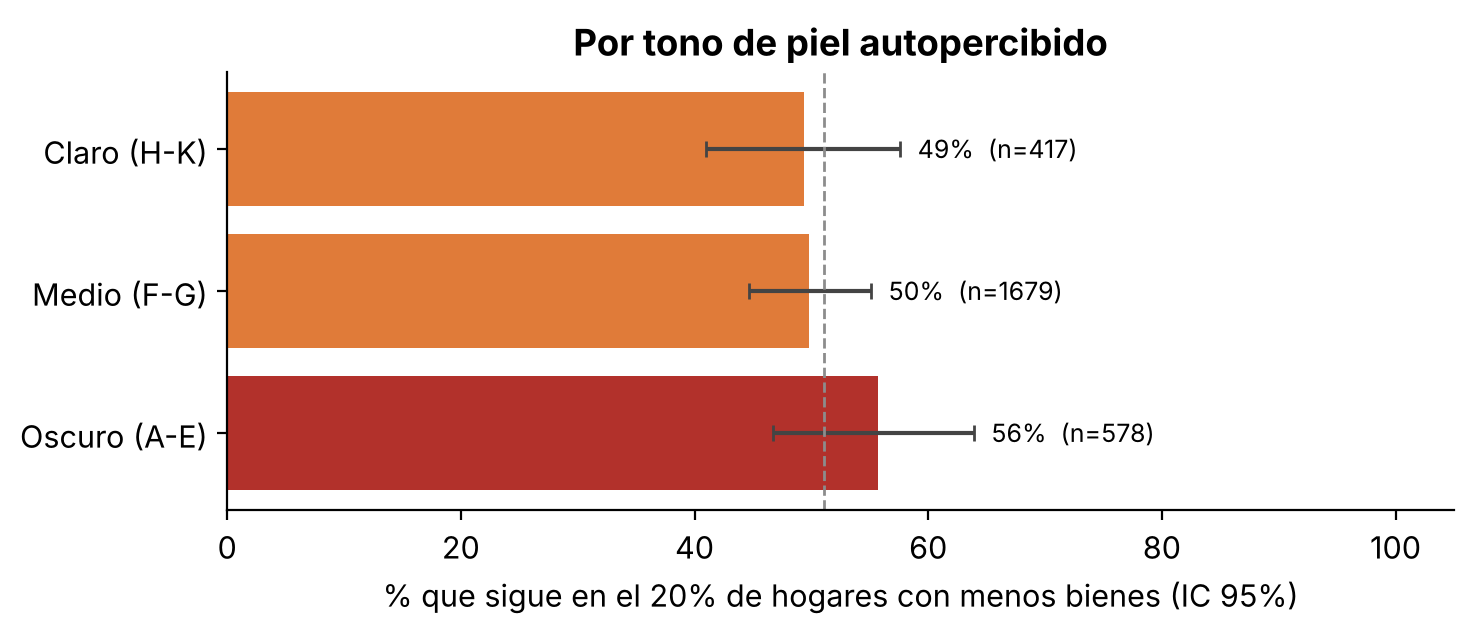 Por tono de piel autopercibido
Claro (H-K)
49% (n=417)
Medio (F-G)
50% (n=1679)
Oscuro (A-E)
56% (n=578)
0 20 40 60 80 100
% que sigue en el 20% de hogares con menos bienes (IC 95%)